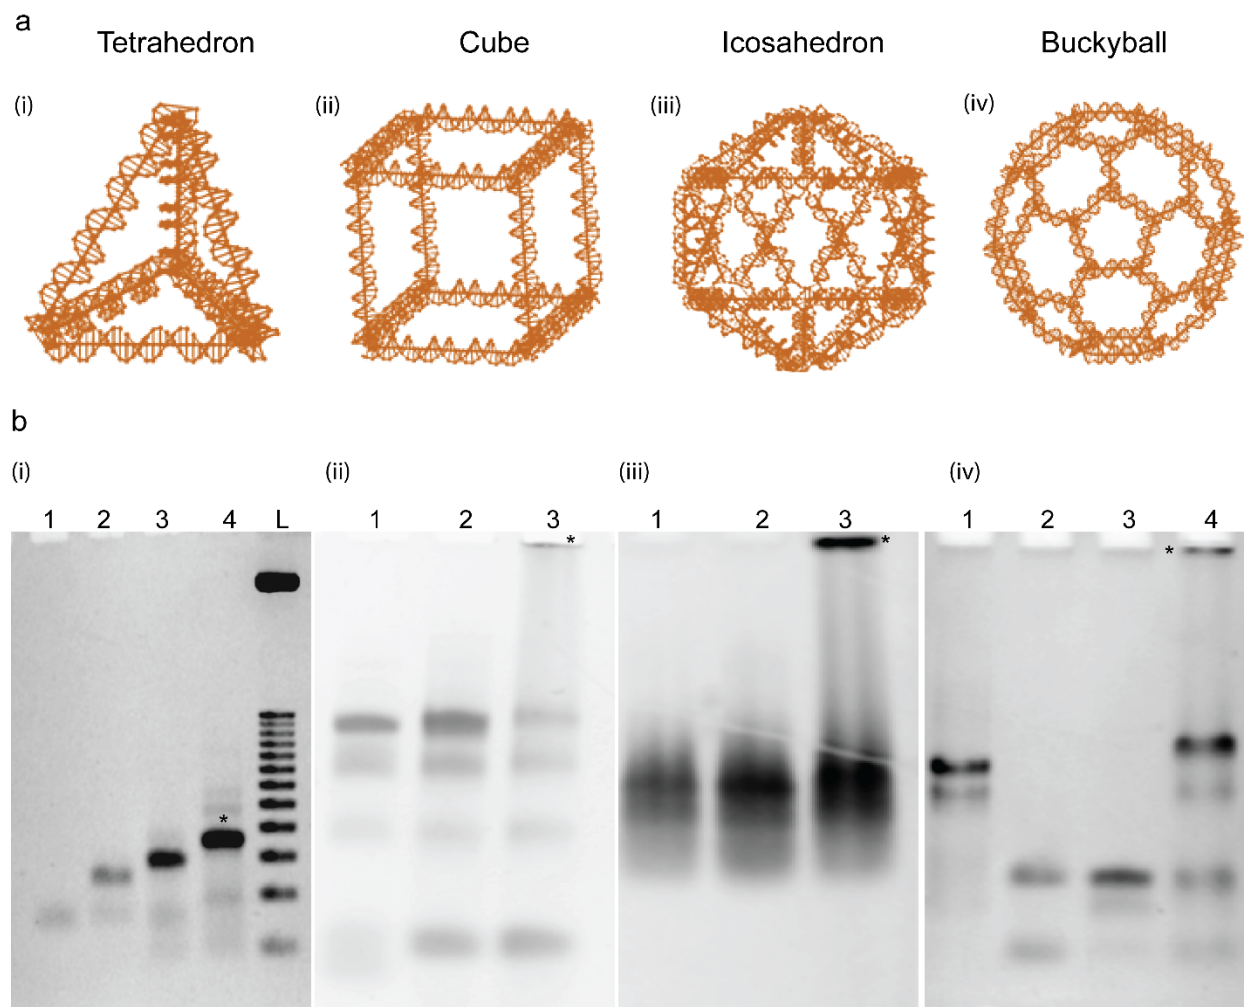 a
Tetrahedron Cube Icosahedron Buckyball
(i) (ii) (iii) (iv)
b
(i) (ii) (iii) (iv)
1 2 3 4 L 1 2 3 1 2 3 1 2 3 4
* * *
*